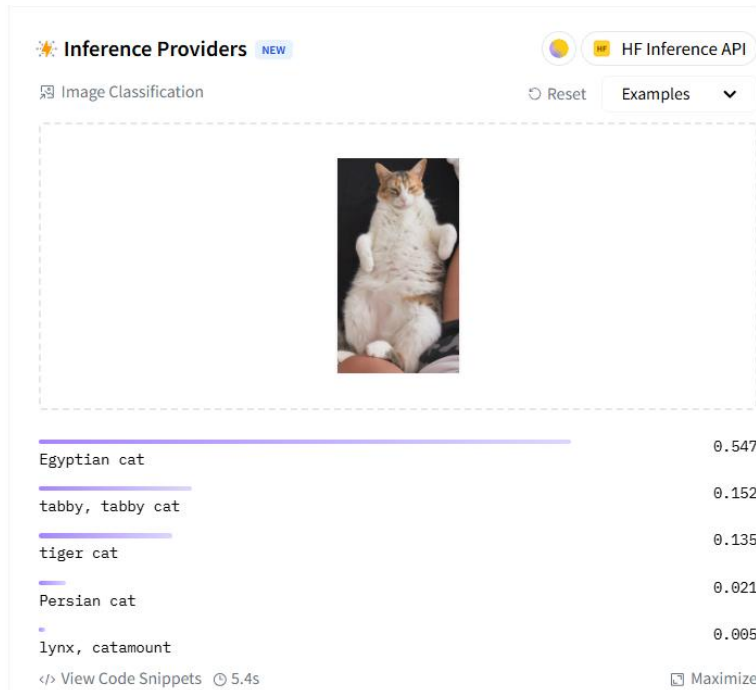 Inference Providers NEW
HF HF Inference API
Image Classification
Reset
Examples
Egyptian cat 0.547
tabby, tabby cat 0.152
tiger cat 0.135
Persian cat 0.021
lynx, catamount 0.005
</> View Code Snippets 5.4s
Maximize